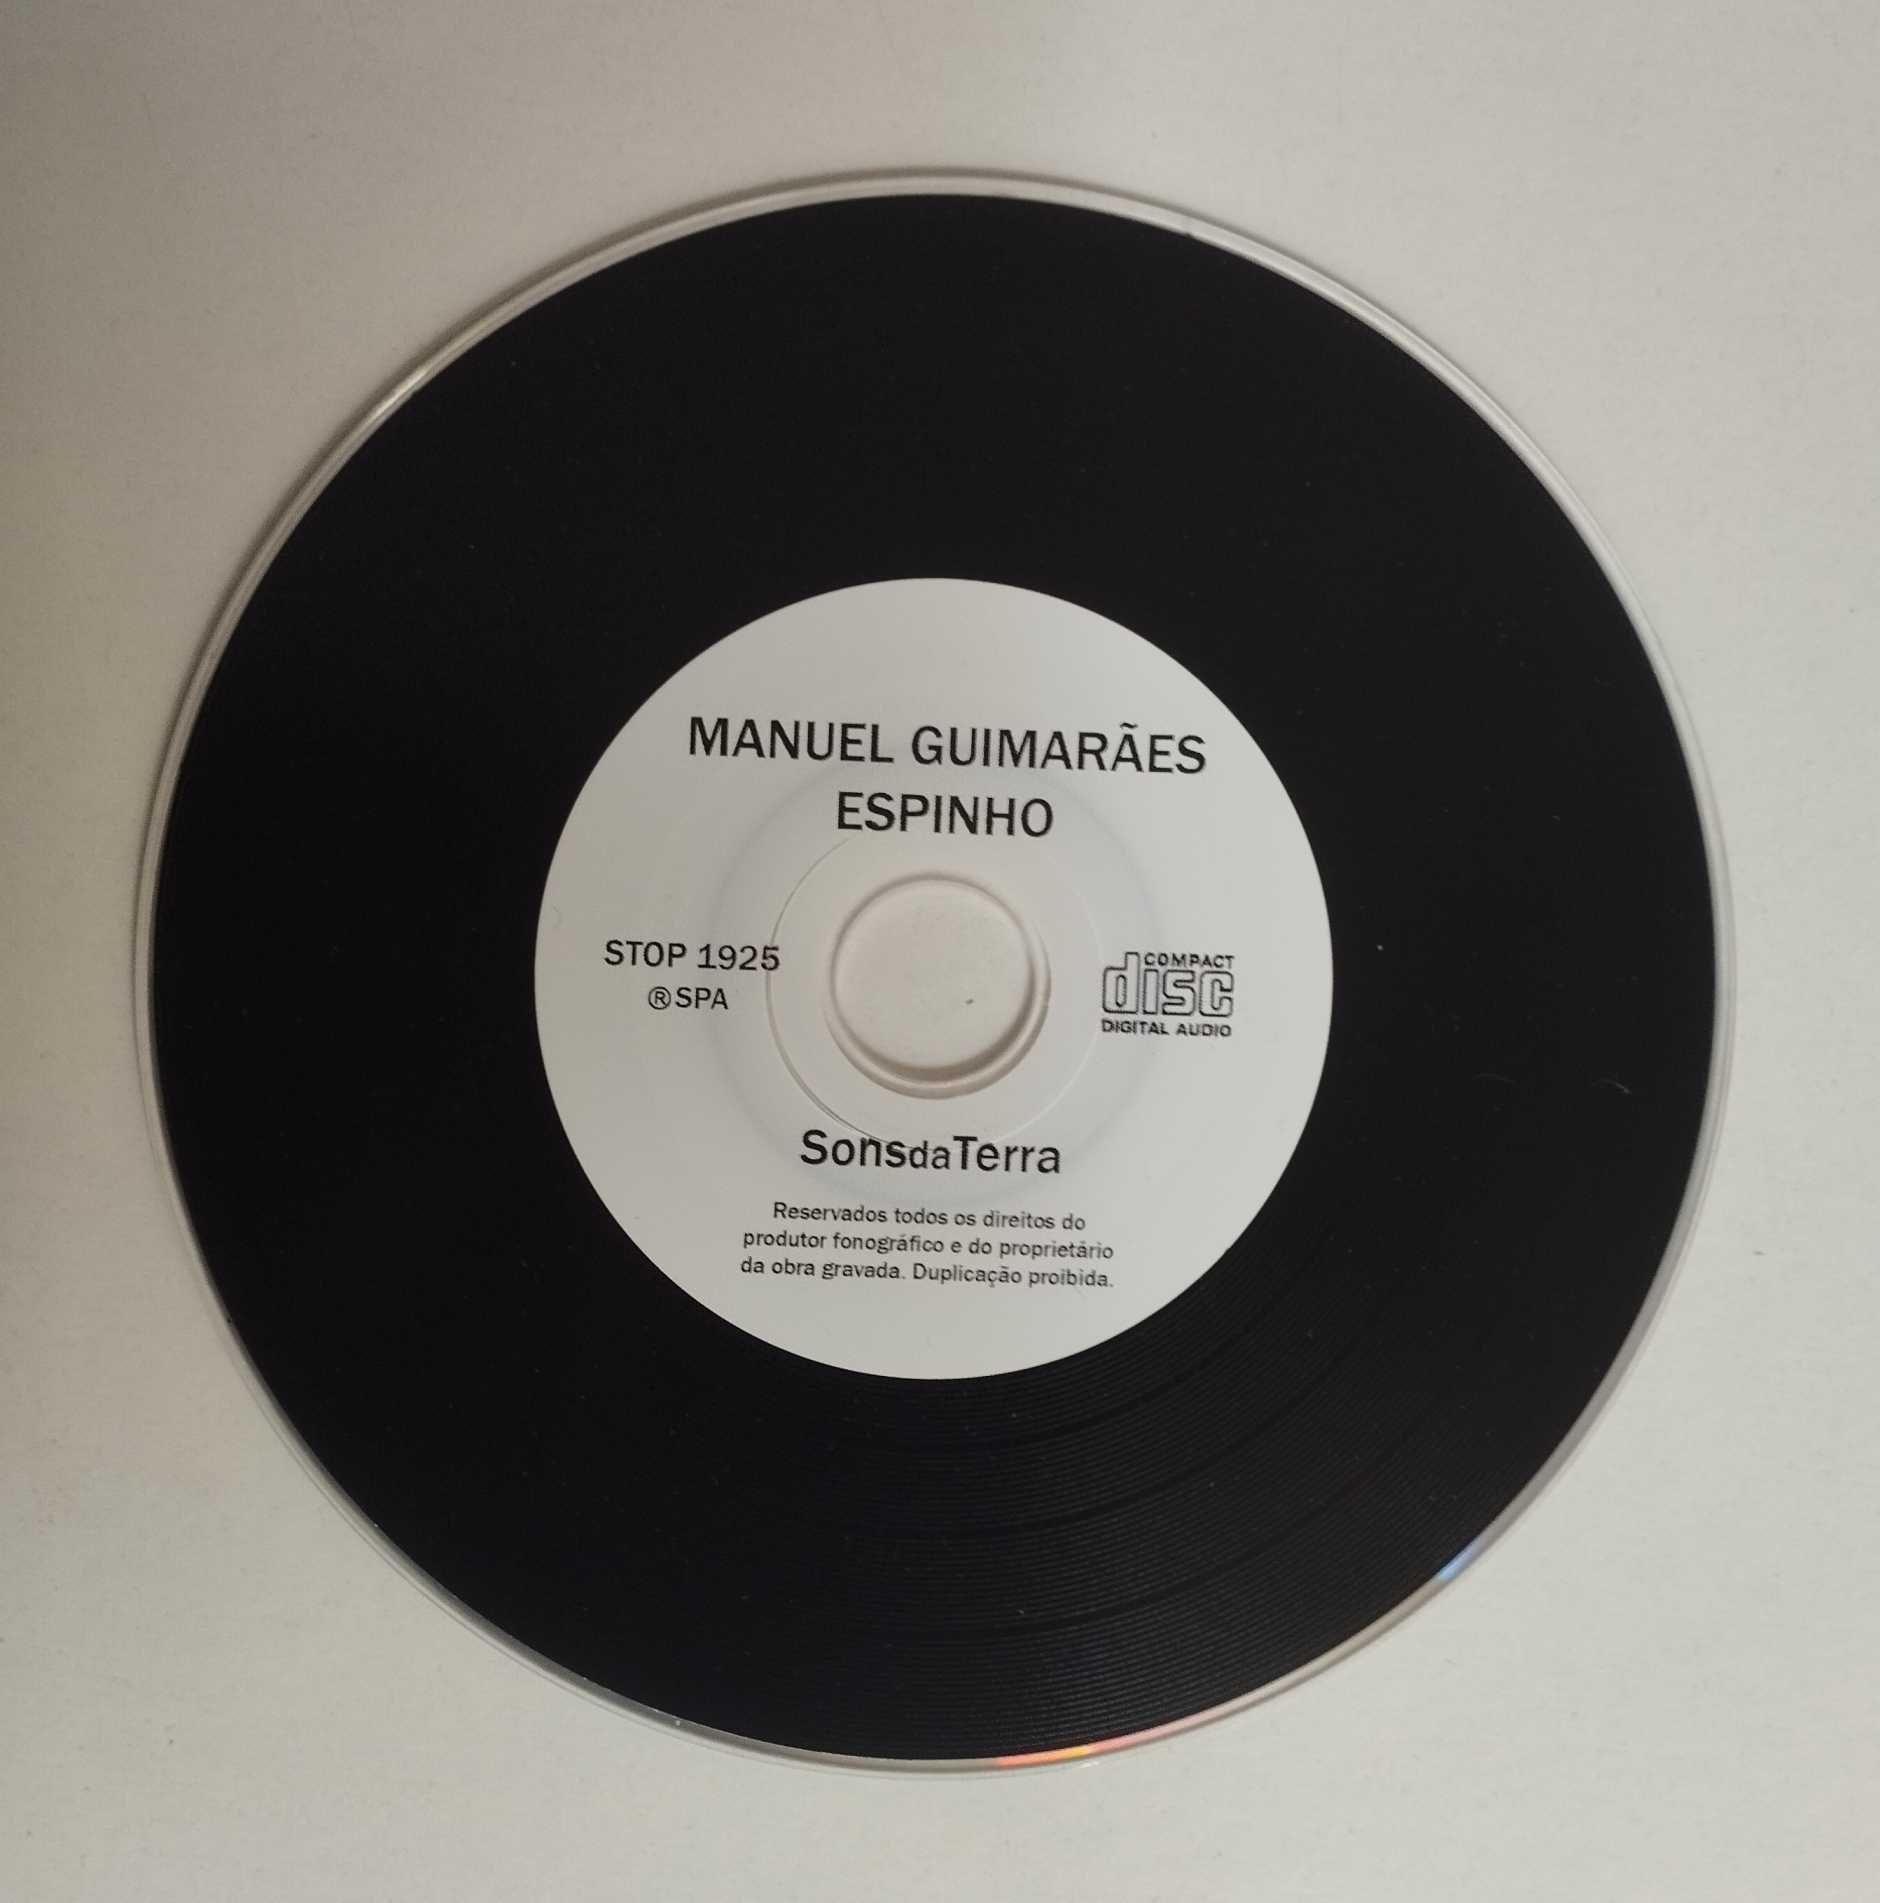 MANUEL GUIMARÃES
ESPINHO
STOP 1925
®SPA
COMPACT
disc
DIGITAL AUDIO
SonsdaTerra
Reservados todos os direitos do
produtor fonográfico e do proprietário
da obra gravada. Duplicação proibida.